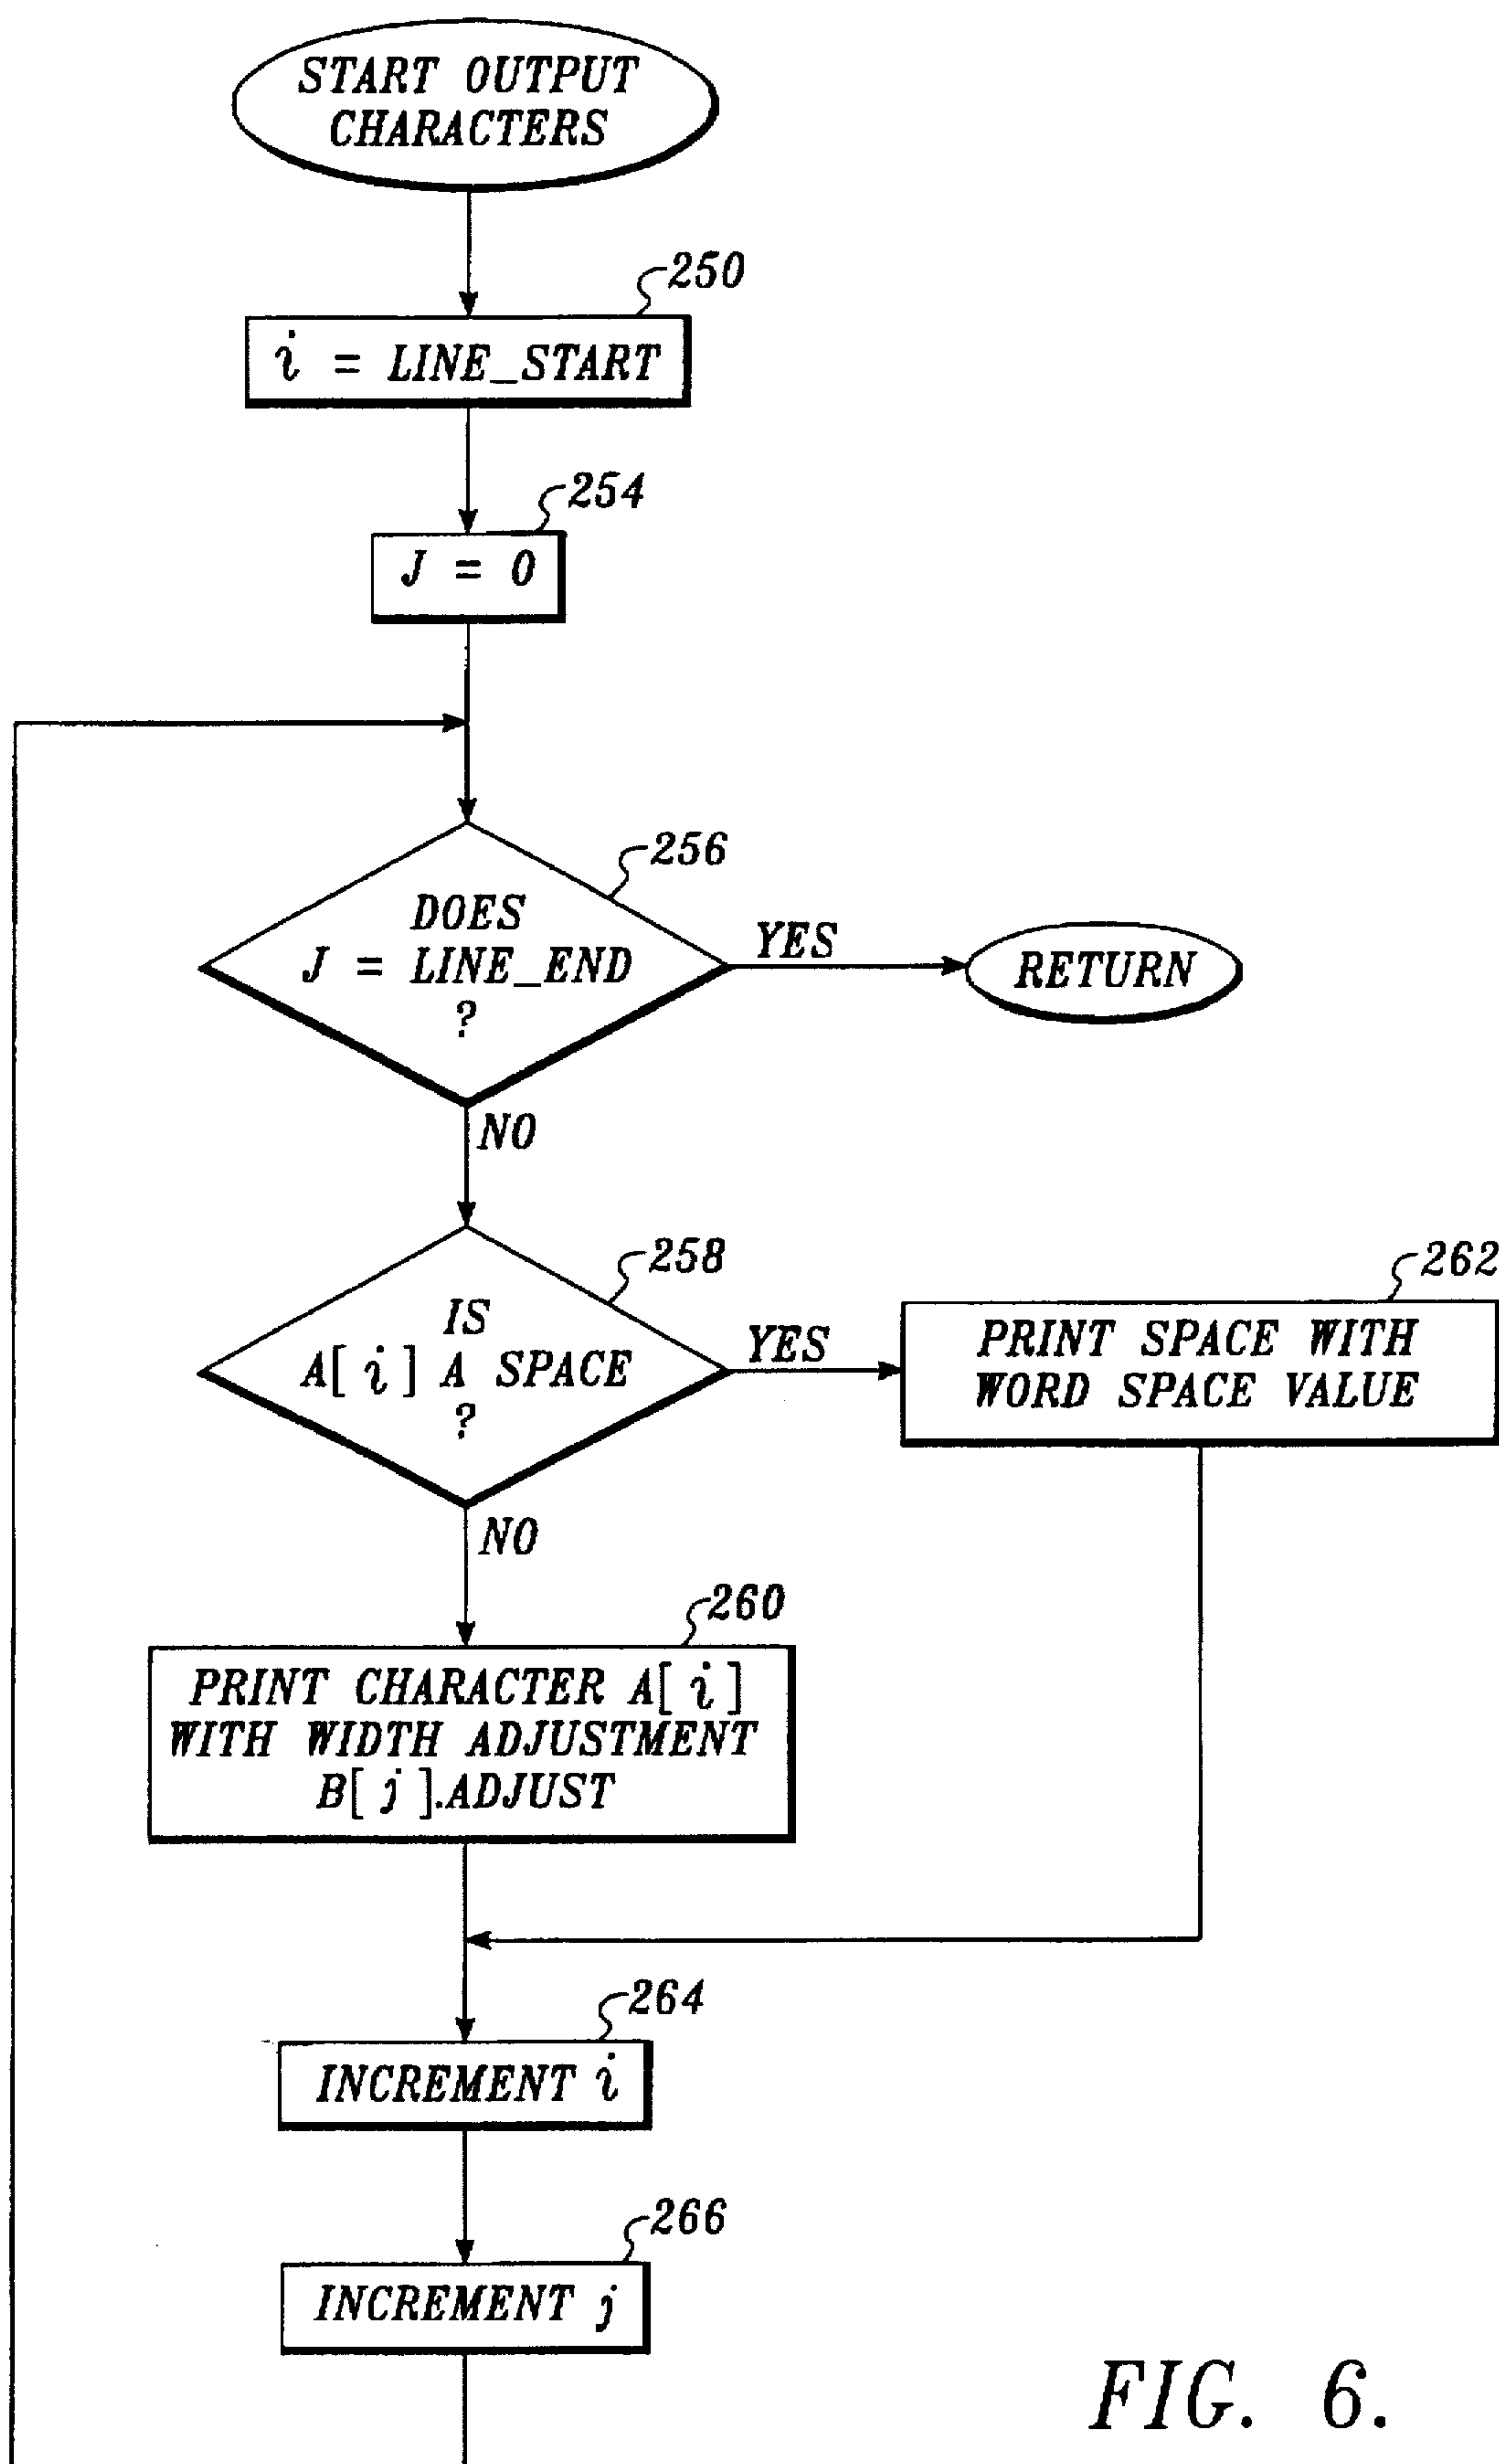 START OUTPUT
CHARACTERS
250
i = LINE_START
254
J = 0
256
DOES
J = LINE_END
?
YES
RETURN
NO
258
IS
A[i] A SPACE
?
YES
262
PRINT SPACE WITH
WORD SPACE VALUE
NO
260
PRINT CHARACTER A[i]
WITH WIDTH ADJUSTMENT
B[j].ADJUST
264
INCREMENT i
266
INCREMENT j
FIG. 6.